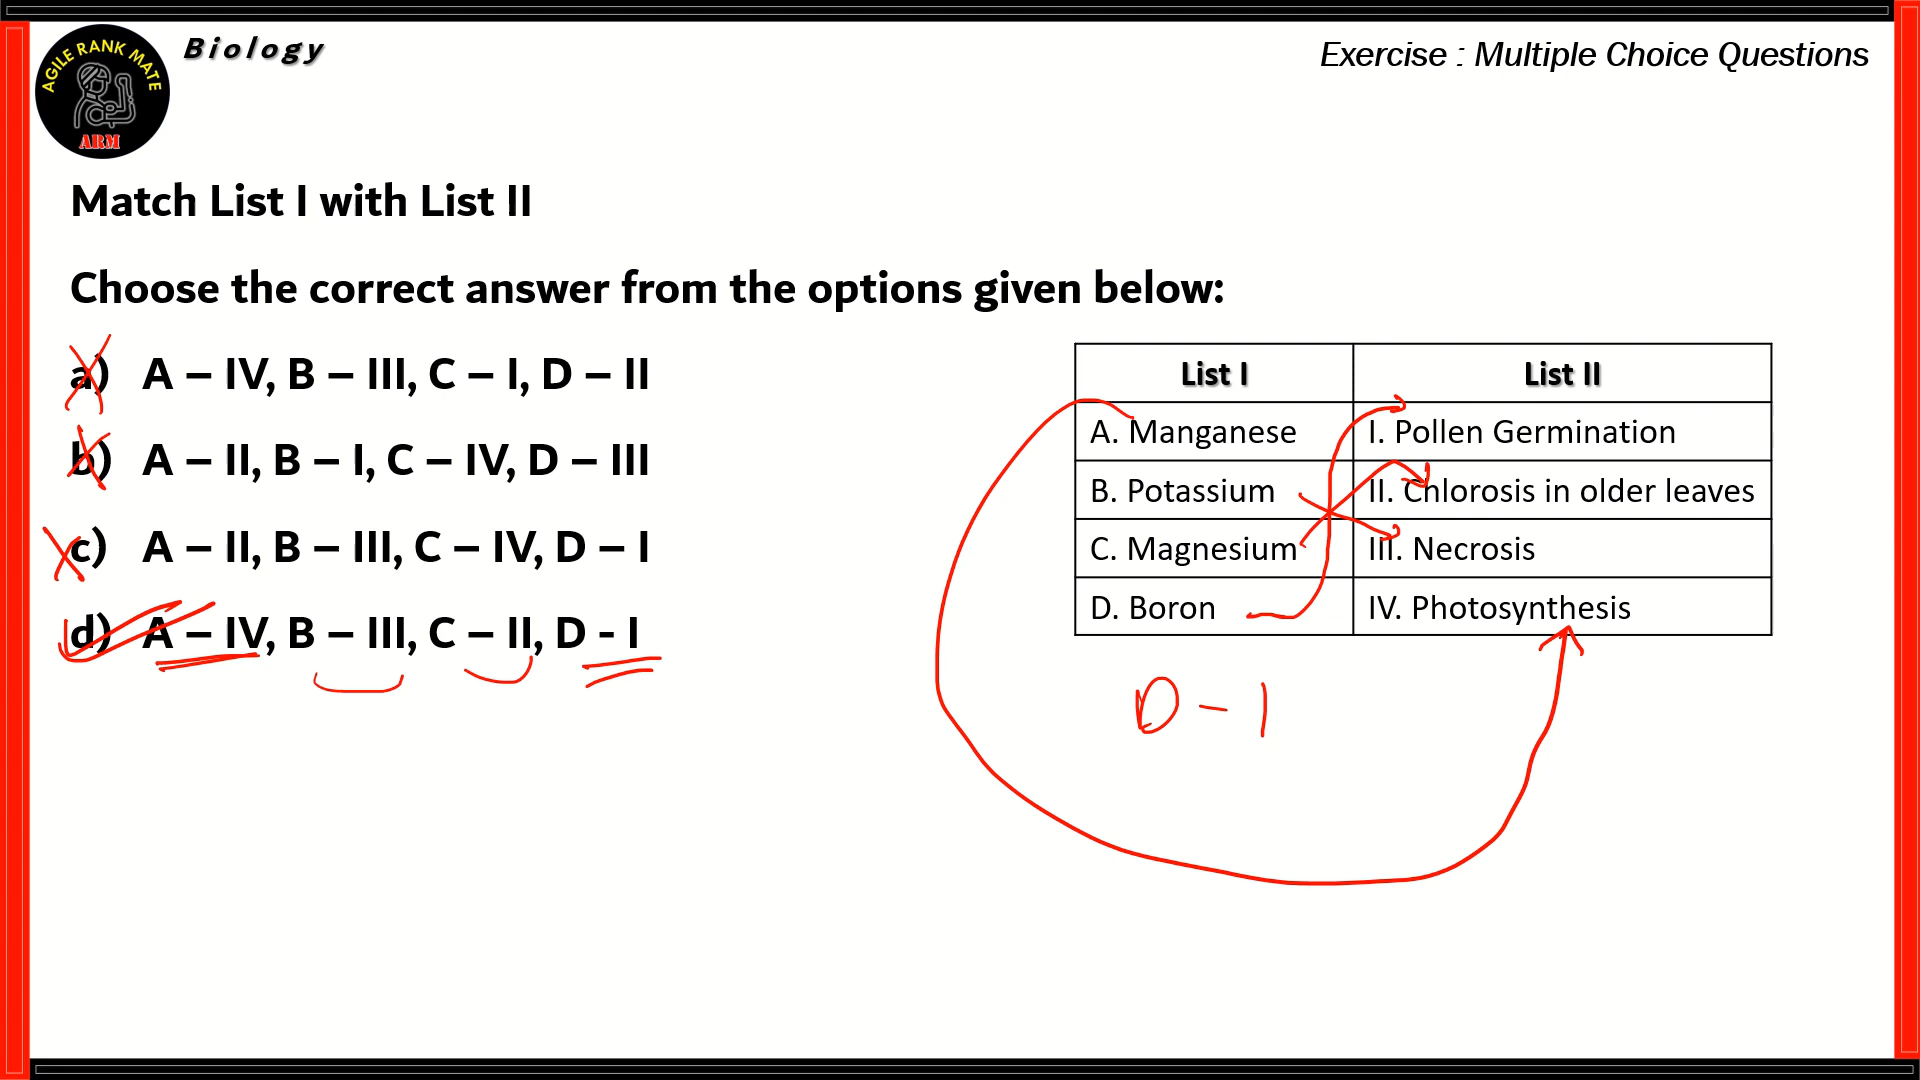 AGILE RANK MATE
ARM
Biology
Exercise : Multiple Choice Questions
Match List I with List II
Choose the correct answer from the options given below:
a) A – IV, B – III, C – I, D – II
b) A – II, B – I, C – IV, D – III
c) A – II, B – III, C – IV, D – I
d) A – IV, B – III, C – II, D - I
List I List II
A. Manganese I. Pollen Germination
B. Potassium II. Chlorosis in older leaves
C. Magnesium III. Necrosis
D. Boron IV. Photosynthesis
D – I